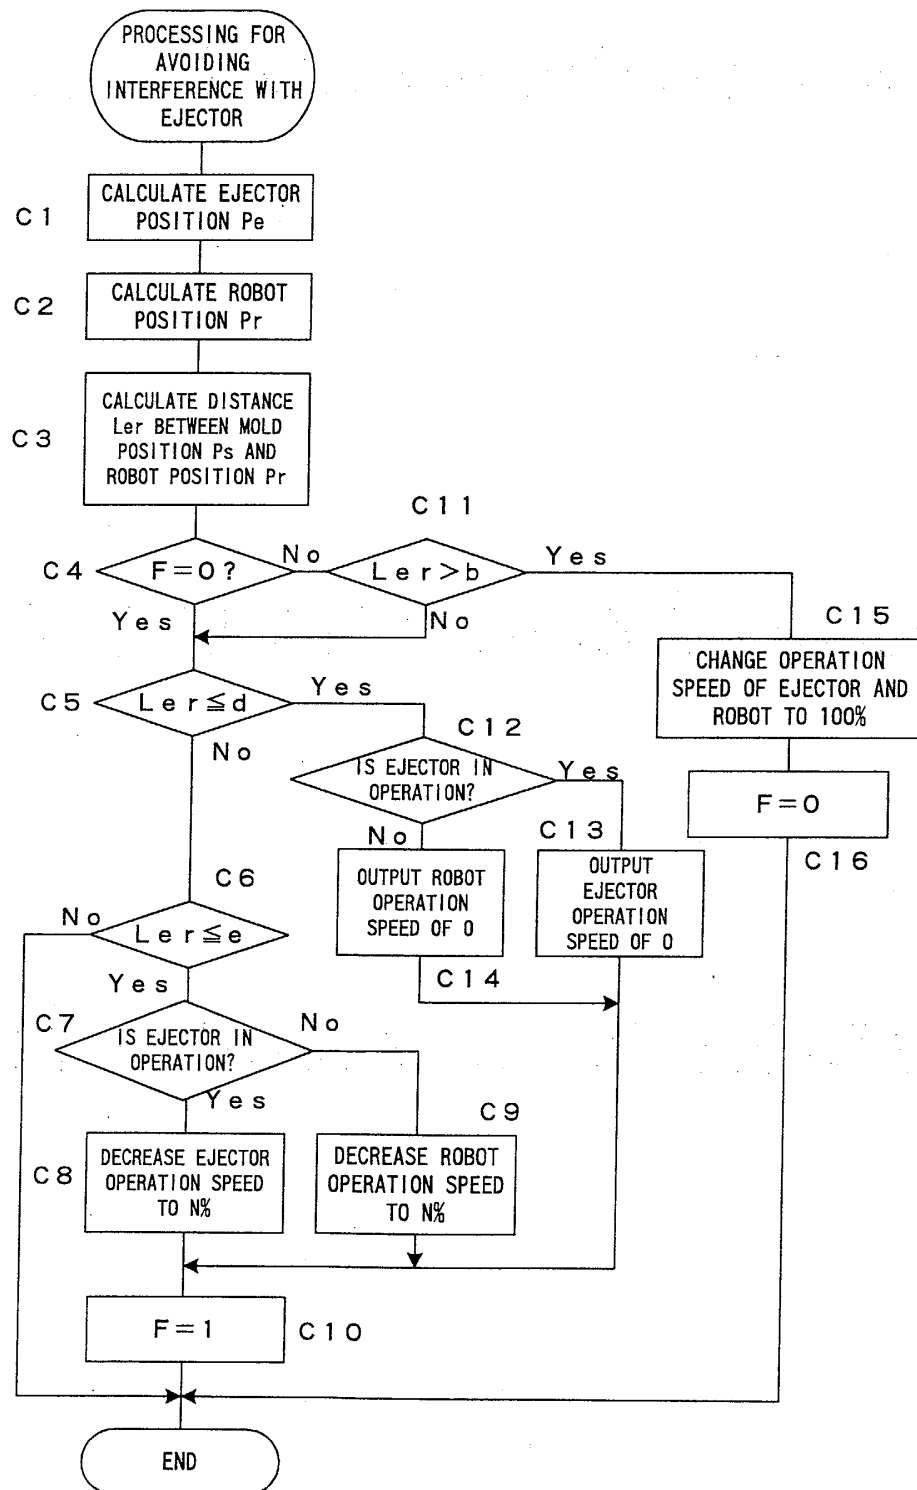 PROCESSING FOR
AVOIDING
INTERFERENCE WITH
EJECTOR
C1
CALCULATE EJECTOR
POSITION Pe
C2
CALCULATE ROBOT
POSITION Pr
C3
CALCULATE DISTANCE
Ler BETWEEN MOLD
POSITION Ps AND
ROBOT POSITION Pr
C11
C4
F=0?
No
Ler>b
Yes
Yes
No
C15
CHANGE OPERATION
SPEED OF EJECTOR AND
ROBOT TO 100%
C5
Ler≦d
Yes
No
C12
IS EJECTOR IN
OPERATION?
Yes
No
F=0
C16
C13
OUTPUT ROBOT
OPERATION
SPEED OF 0
OUTPUT
EJECTOR
OPERATION
SPEED OF 0
C14
C6
No
Ler≦e
Yes
C7
IS EJECTOR IN
OPERATION?
No
Yes
C9
C8
DECREASE EJECTOR
OPERATION SPEED
TO N%
DECREASE ROBOT
OPERATION SPEED
TO N%
F=1
C10
END